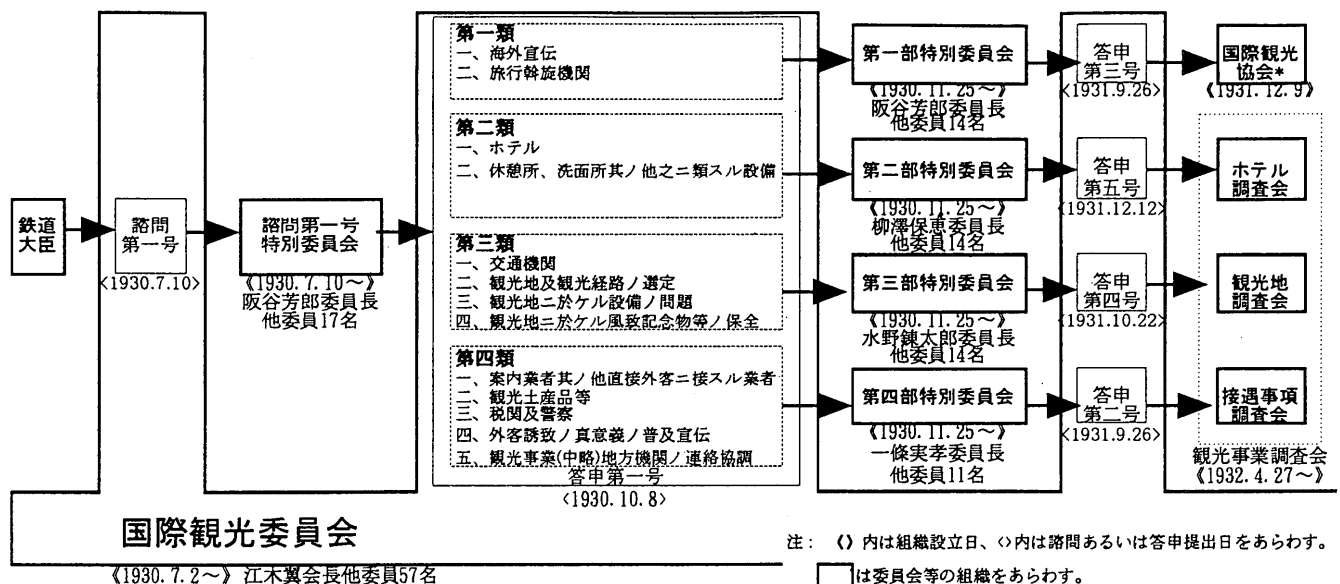 鉄道
大臣
諮問
第一号
<1930.7.10>
諮問第一号
特別委員会
《1930.7.10～》
阪谷芳郎委員長
他委員17名
第一類
一、海外宣伝
二、旅行幹旋機関
第二類
一、ホテル
二、休憩所、洗面所其ノ他之ニ類スル設備
第三類
一、交通機関
二、観光地及観光経路ノ選定
三、観光地ニ於ケル設備ノ問題
四、観光地ニ於ケル風致記念物等ノ保全
第四類
一、案内業者其ノ他直接外客ニ接スル業者
二、観光土産品等
三、税関及警察
四、外客誘致ノ真意義ノ普及宣伝
五、観光事業(中略)地方機関ノ連絡協調
答申第一号
<1930.10.8>
第一部特別委員会
《1930.11.25～》
阪谷芳郎委員長
他委員14名
第二部特別委員会
《1930.11.25～》
柳澤保恵委員長
他委員14名
第三部特別委員会
《1930.11.25～》
水野錬太郎委員長
他委員14名
第四部特別委員会
《1930.11.25～》
一條実孝委員長
他委員11名
答申
第三号
<1931.9.26>
答申
第五号
<1931.12.12>
答申
第四号
<1931.10.22>
答申
第二号
<1931.9.26>
国際観光
協会*
《1931.12.9》
ホテル
調査会
観光地
調査会
接遇事項
調査会
観光事業調査会
《1932.4.27～》
国際観光委員会
《1930.7.2～》江木翼会長他委員57名
注： 《》内は組織設立日、<>内は諮問あるいは答申提出日をあらわす。
は委員会等の組織をあらわす。